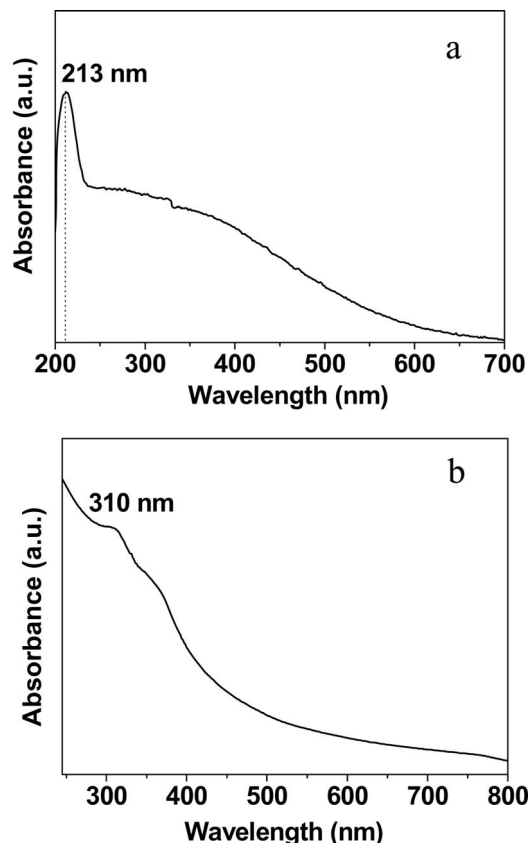 a
213 nm
Absorbance (a.u.)
200 300 400 500 600 700
Wavelength (nm)
b
310 nm
Absorbance (a.u.)
300 400 500 600 700 800
Wavelength (nm)